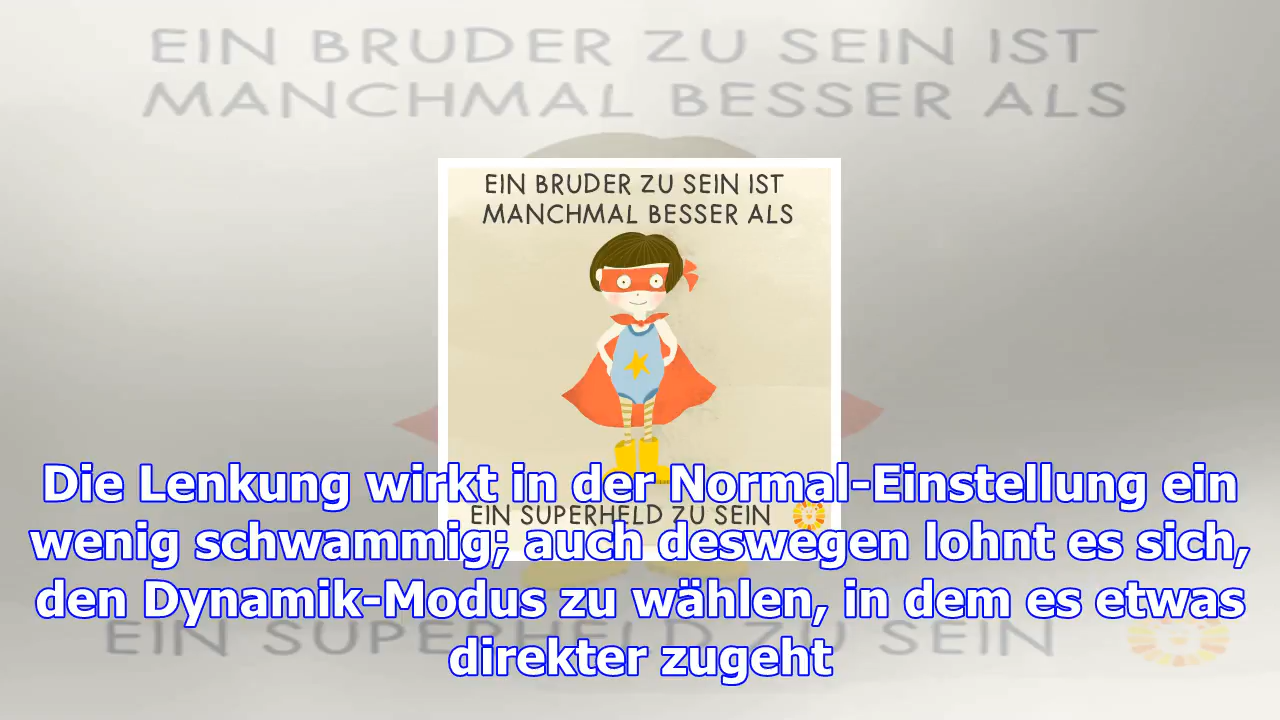 EIN BRUDER ZU SEIN IST
MANCHMAL BESSER ALS
EIN BRUDER ZU SEIN IST
MANCHMAL BESSER ALS
EIN SUPERHELD ZU SEIN
Die Lenkung wirkt in der Normal-Einstellung ein
wenig schwammig; auch deswegen lohnt es sich,
den Dynamik-Modus zu wählen, in dem es etwas
direkter zugeht
EIN SUPERHELD ZU SEIN